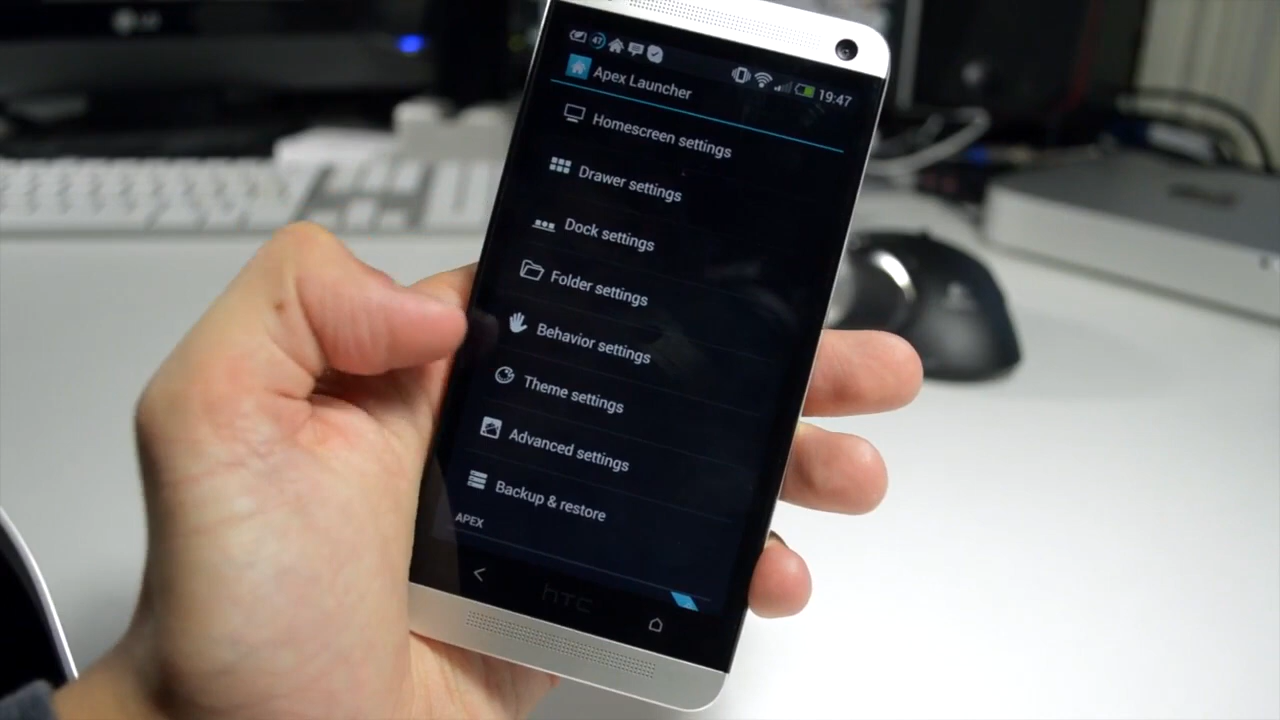 LG
47
19:47
Apex Launcher
Homescreen settings
Drawer settings
Dock settings
Folder settings
Behavior settings
Theme settings
Advanced settings
Backup & restore
APEX
hTC